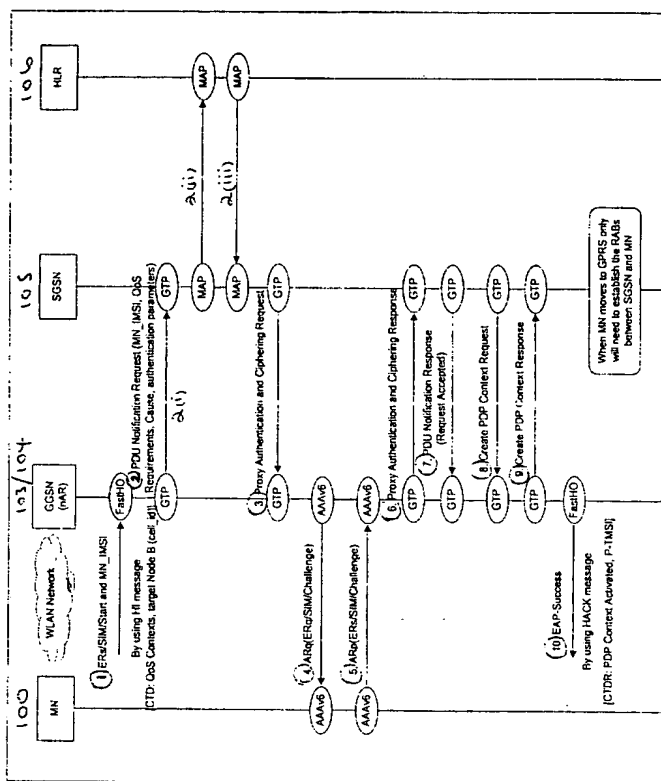 100
103/104
105
106
MN
WLAN Network
GGSN
(nAR)
SGSN
HLR
1 ERs/SIM/Start and MN_IMSI
FastHO
By using HI message
[CTD: QoS Contexts, target Node B (cell_id)]
2 PDU Notification Request (MN_IMSI, QoS
Requirements, Cause, authentication parameters)
GTP
2(i)
GTP
MAP
2(ii)
MAP
MAP
2(iii)
MAP
3. Proxy Authentication and Ciphering Request
GTP
GTP
4. ARq(ERq/SIM/Challenge)
AAAv6
AAAv6
5. ARp(ERs/SIM/Challenge)
AAAv6
AAAv6
6. Proxy Authentication and Ciphering Response
GTP
GTP
7. PDU Notification Response
(Request Accepted)
GTP
GTP
8. Create PDP Context Request
GTP
GTP
9. Create PDP Context Response
GTP
GTP
10 EAP-Success
FastHO
By using HACK message
[CTDR: PDP Context Activated, P-TMSI]
When MN moves to GPRS only
will need to establish the RABs
between SGSN and MN